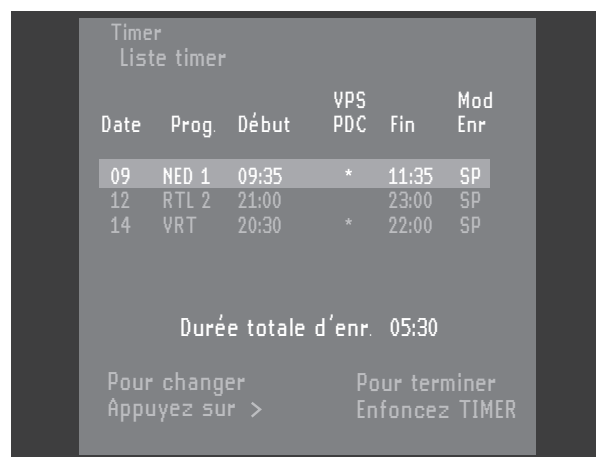 Timer
Liste timer
VPS Mod
Date Prog. Début PDC Fin Enr
09 NED 1 09:35 * 11:35 SP
12 RTL 2 21:00 23:00 SP
14 VRT 20:30 * 22:00 SP
Durée totale d'enr. 05:30
Pour changer Pour terminer
Appuyez sur > Enfoncez TIMER